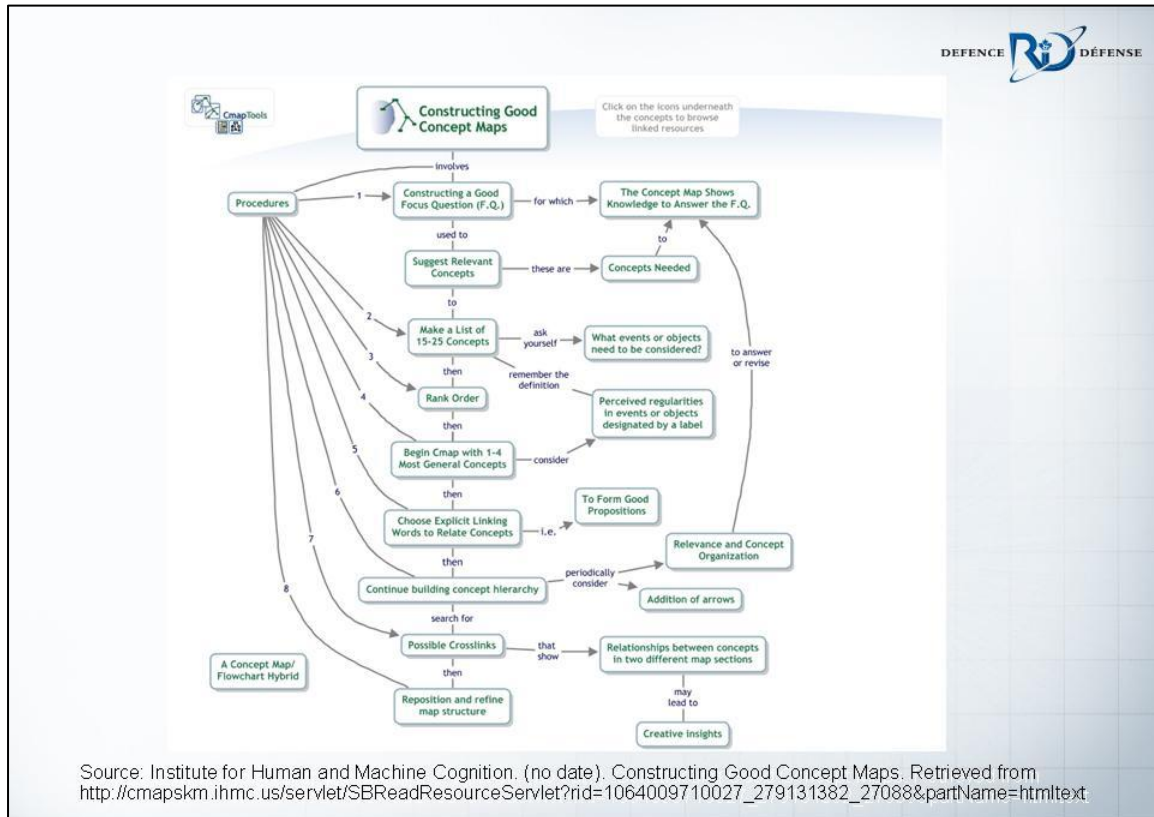 DEFENCE RD DÉFENSE
CmapTools
Constructing Good
Concept Maps
Click on the icons underneath
the concepts to browse
linked resources
involves
Procedures
1
Constructing a Good
Focus Question (F.Q.)
for which
The Concept Map Shows
Knowledge to Answer the F.Q.
used to
to
Suggest Relevant
Concepts
these are
Concepts Needed
to
2
Make a List of
15-25 Concepts
ask
yourself
What events or objects
need to be considered?
to answer
or revise
3
then
remember the
definition
Rank Order
4
Perceived regularities
in events or objects
designated by a label
then
5
Begin Cmap with 1-4
Most General Concepts
consider
6
then
To Form Good
Propositions
Choose Explicit Linking
Words to Relate Concepts
i.e.
7
then
Relevance and Concept
Organization
8
Continue building concept hierarchy
periodically
consider
Addition of arrows
search for
Possible Crosslinks
that
show
Relationships between concepts
in two different map sections
A Concept Map/
Flowchart Hybrid
then
Reposition and refine
map structure
may
lead to
Creative Insights
Source: Institute for Human and Machine Cognition. (no date). Constructing Good Concept Maps. Retrieved from
http://cmapskm.ihmc.us/servlet/SBReadResourceServlet?rid=1064009710027_279131382_27088&partName=htmltext